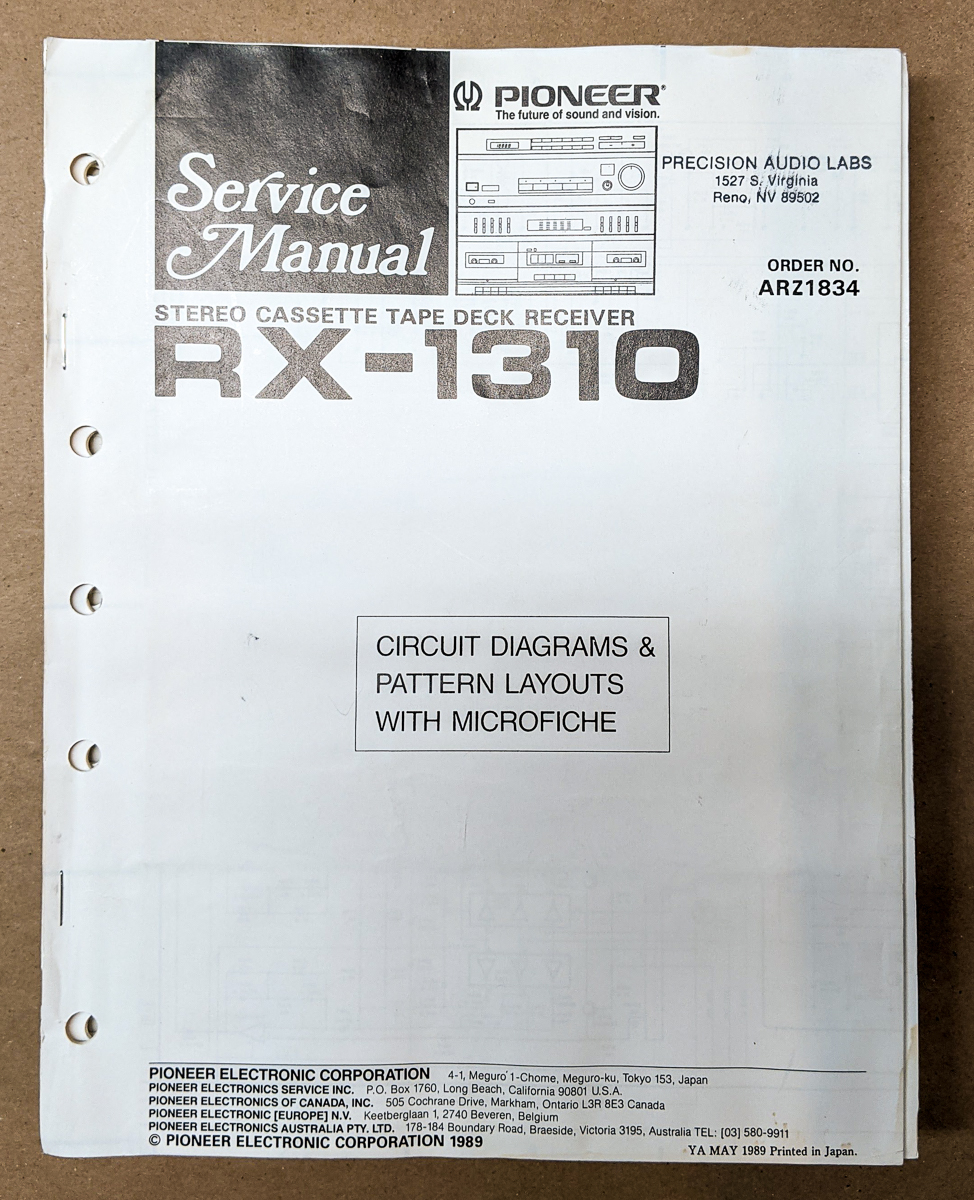 Service
Manual
PIONEER®
The future of sound and vision.
PRECISION AUDIO LABS
1527 S. Virginia
Reno, NV 89502
ORDER NO.
ARZ1834
STEREO CASSETTE TAPE DECK RECEIVER
RX-1310
CIRCUIT DIAGRAMS &
PATTERN LAYOUTS
WITH MICROFICHE
PIONEER ELECTRONIC CORPORATION 4-1, Meguro 1-Chome, Meguro-ku, Tokyo 153, Japan
PIONEER ELECTRONICS SERVICE INC. P.O. Box 1760, Long Beach, California 90801 U.S.A.
PIONEER ELECTRONICS OF CANADA, INC. 505 Cochrane Drive, Markham, Ontario L3R 8E3 Canada
PIONEER ELECTRONIC [EUROPE] N.V. Keetberglaan 1, 2740 Beveren, Belgium
PIONEER ELECTRONICS AUSTRALIA PTY. LTD. 178-184 Boundary Road, Braeside, Victoria 3195, Australia TEL: [03] 580-9911
© PIONEER ELECTRONIC CORPORATION 1989
YA MAY 1989 Printed in Japan.